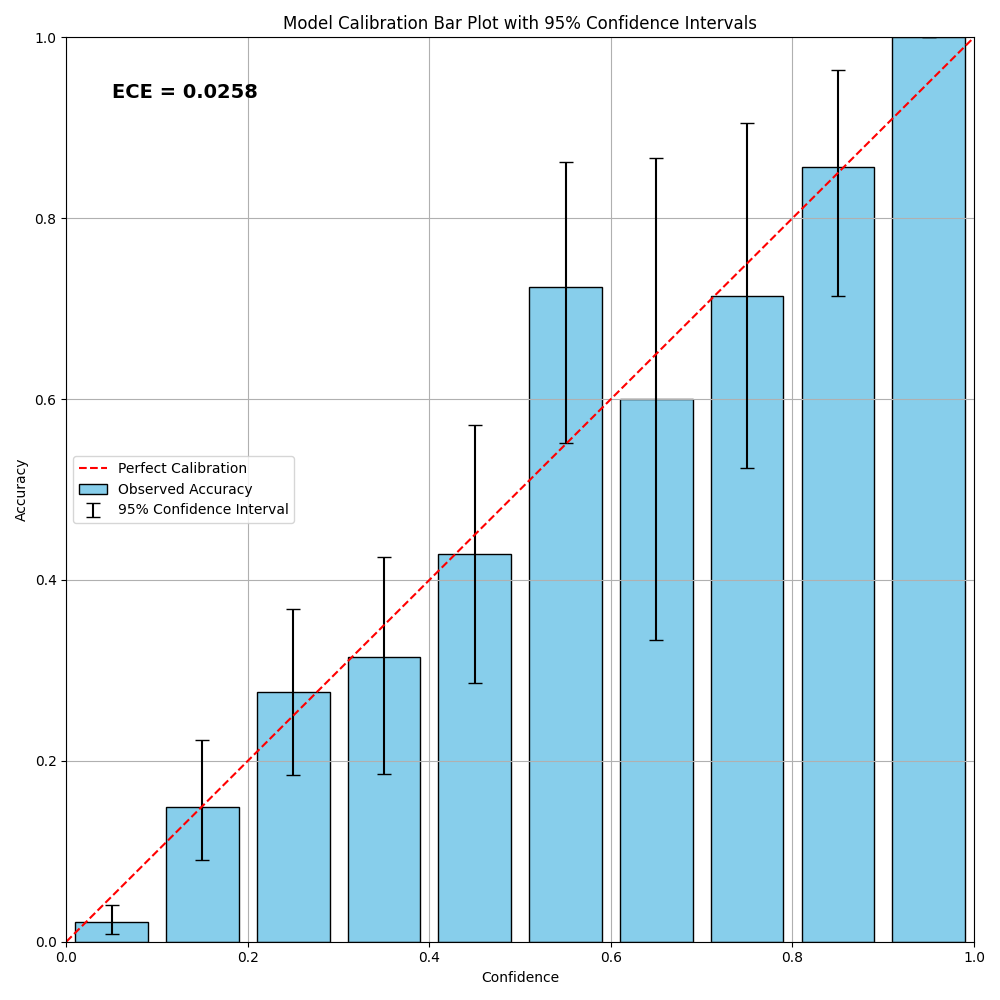 Model Calibration Bar Plot with 95% Confidence Intervals
ECE = 0.0258
1.0
0.8
0.6
0.4
0.2
0.0
Accuracy
Perfect Calibration
Observed Accuracy
95% Confidence Interval
0.0 0.2 0.4 0.6 0.8 1.0
Confidence